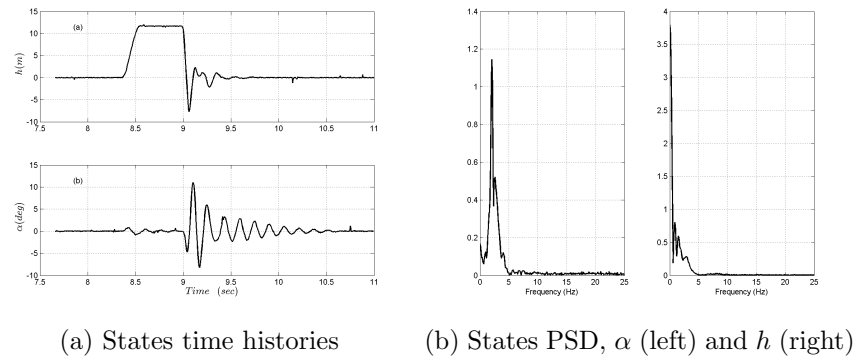 15
10
5
0
-5
-10
h(m)
(a)
7.5 8 8.5 9 9.5 10 10.5 11
15
10
5
0
-5
-10
α(deg)
(b)
7.5 8 8.5 9 9.5 10 10.5 11
Time (sec)
1.4
1.2
1
0.8
0.6
0.4
0.2
0
0 5 10 15 20 25
Frequency (Hz)
4
3.5
3
2.5
2
1.5
1
0.5
0
0 5 10 15 20 25
Frequency (Hz)
(a) States time histories
(b) States PSD, α (left) and h (right)